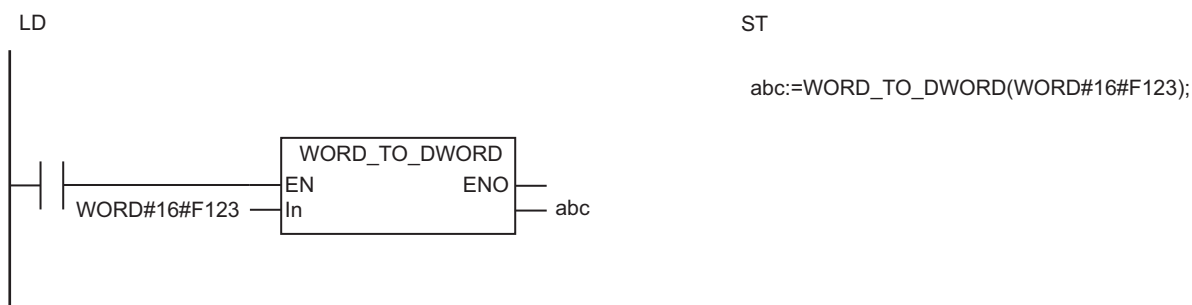 LD
ST
abc:=WORD_TO_DWORD(WORD#16#F123);
WORD_TO_DWORD
EN ENO
WORD#16#F123 In abc